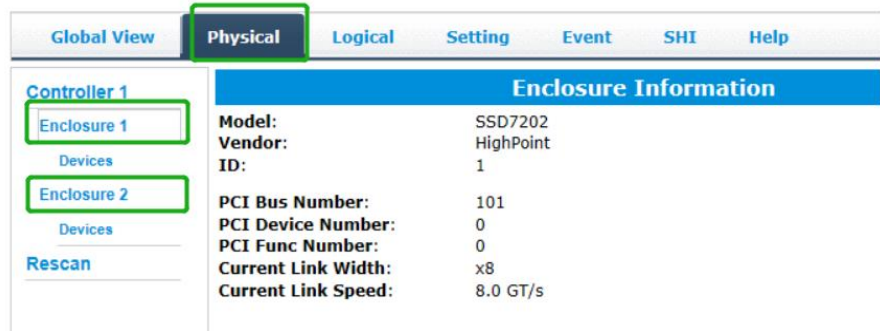 Global View Physical Logical Setting Event SHI Help
Controller 1
Enclosure 1
Devices
Enclosure 2
Devices
Rescan
Enclosure Information
Model: SSD7202
Vendor: HighPoint
ID: 1
PCI Bus Number: 101
PCI Device Number: 0
PCI Func Number: 0
Current Link Width: x8
Current Link Speed: 8.0 GT/s